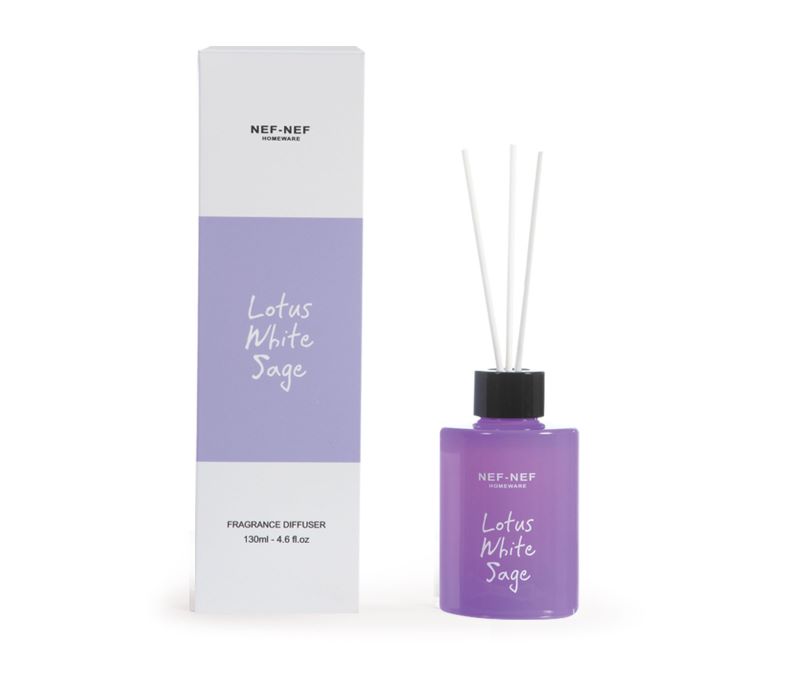 NEF-NEF
HOMEWARE
Lotus
White
Sage
FRAGRANCE DIFFUSER
130ml - 4.6 fl.oz
NEF-NEF
HOMEWARE
Lotus
White
Sage